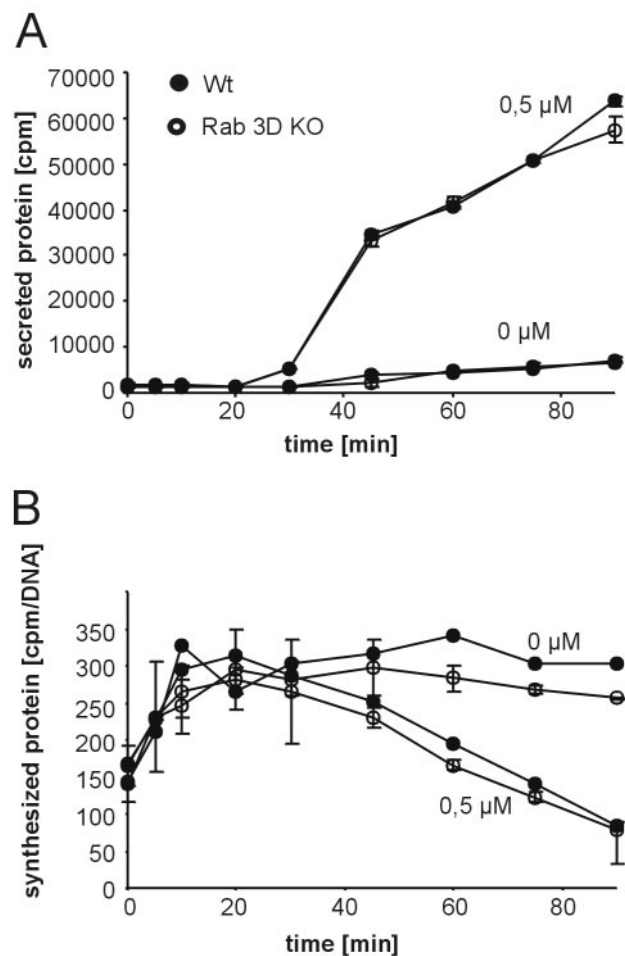 A
secreted protein [cpm]
70000
60000
50000
40000
30000
20000
10000
0
Wt
Rab 3D KO
0,5 µM
0 µM
0 20 40 60 80
time [min]
B
synthesized protein [cpm/DNA]
350
300
250
200
150
100
50
0
0 µM
0,5 µM
0 20 40 60 80
time [min]